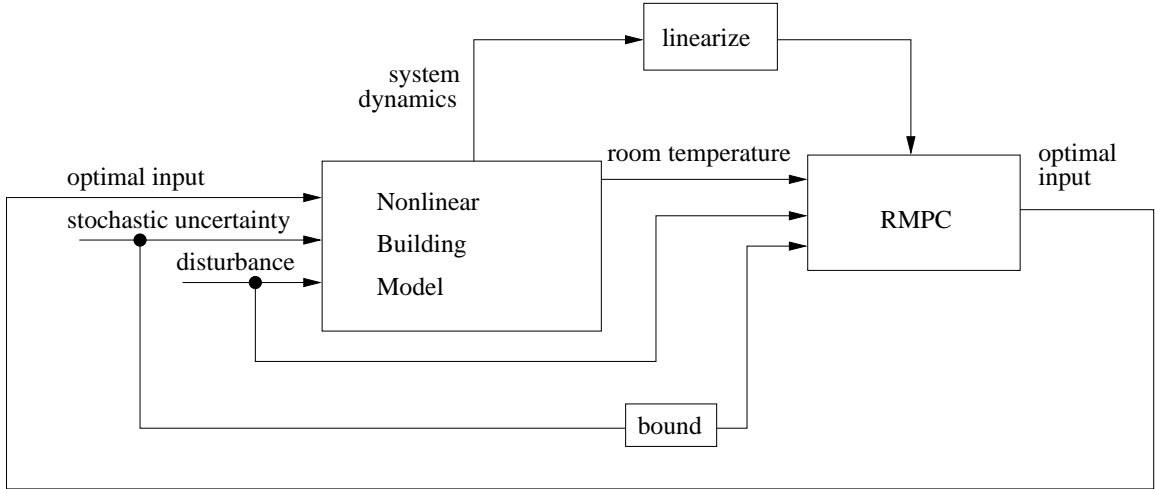 linearize
system
dynamics
room temperature
optimal
input
optimal input
Nonlinear
stochastic uncertainty
RMPC
Building
disturbance
Model
bound